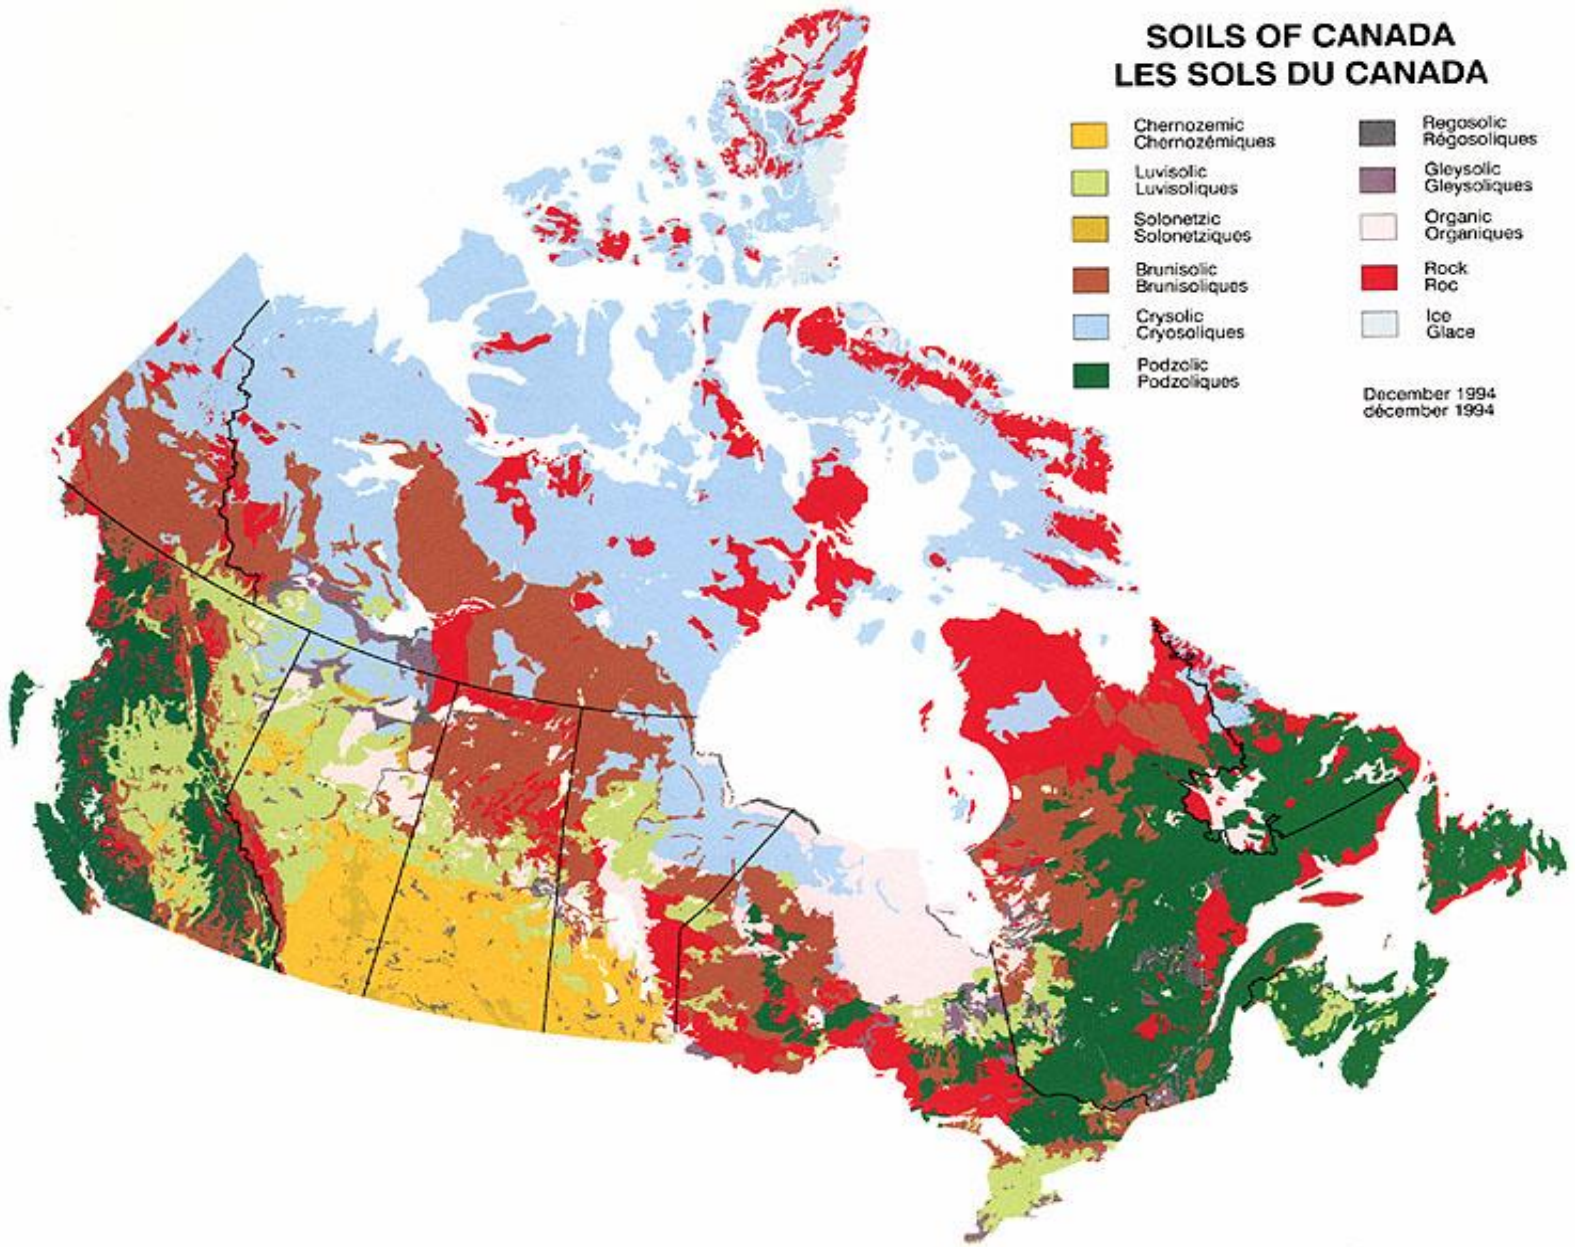 SOILS OF CANADA
LES SOLS DU CANADA
Chernozemic
Chernozémiques
Luvisolic
Luvisoliques
Solonetzic
Solonetziques
Brunisolic
Brunisoliques
Crysolic
Cryosoliques
Podzolic
Podzoliques
Regosolic
Régosoliques
Gleysolic
Gleysoliques
Organic
Organiques
Rock
Roc
Ice
Glace
December 1994
décember 1994